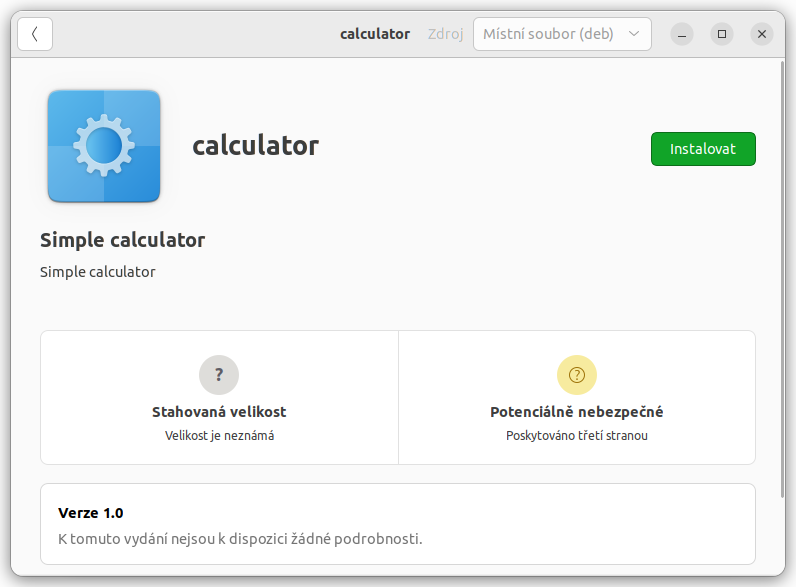 calculator Zdroj Místní soubor (deb)
calculator
Instalovat
Simple calculator
Simple calculator
?
?
Stahovaná velikost
Velikost je neznámá
Potenciálně nebezpečné
Poskytováno třetí stranou
Verze 1.0
K tomuto vydání nejsou k dispozici žádné podrobnosti.